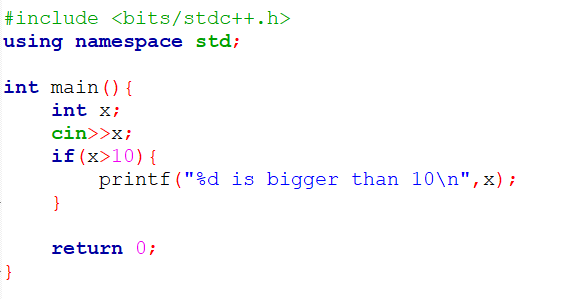 #include <bits/stdc++.h>
using namespace std;

int main(){
    int x;
    cin>>x;
    if(x>10){
        printf("%d is bigger than 10\n",x);
    }

    return 0;
}